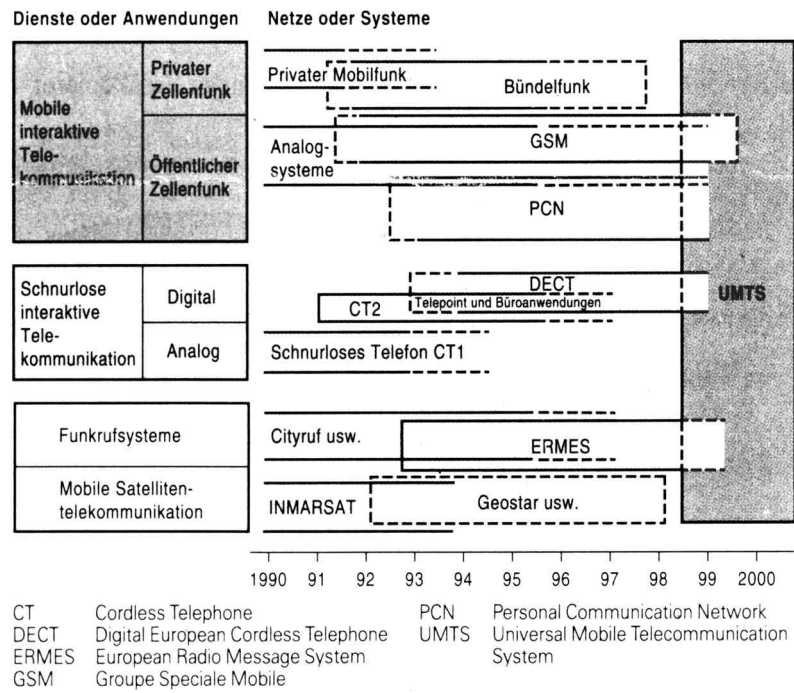 Dienste oder Anwendungen
Netze oder Systeme
Mobile
interaktive
Tele-
kommunikation
Privater
Zellenfunk
Öffentlicher
Zellenfunk
Privater Mobilfunk
Bündelfunk
Analog-
systeme
GSM
PCN
Schnurlose
interaktive
Tele-
kommunikation
Digital
Analog
DECT
Telepoint und Büroanwendungen
CT2
Schnurloses Telefon CT1
UMTS
Funkrufsysteme
Cityruf usw.
ERMES
Mobile Satelliten-
telekommunikation
INMARSAT
Geostar usw.
1990 91 92 93 94 95 96 97 98 99 2000
CT Cordless Telephone
DECT Digital European Cordless Telephone
ERMES European Radio Message System
GSM Groupe Speciale Mobile
PCN Personal Communication Network
UMTS Universal Mobile Telecommunication
System